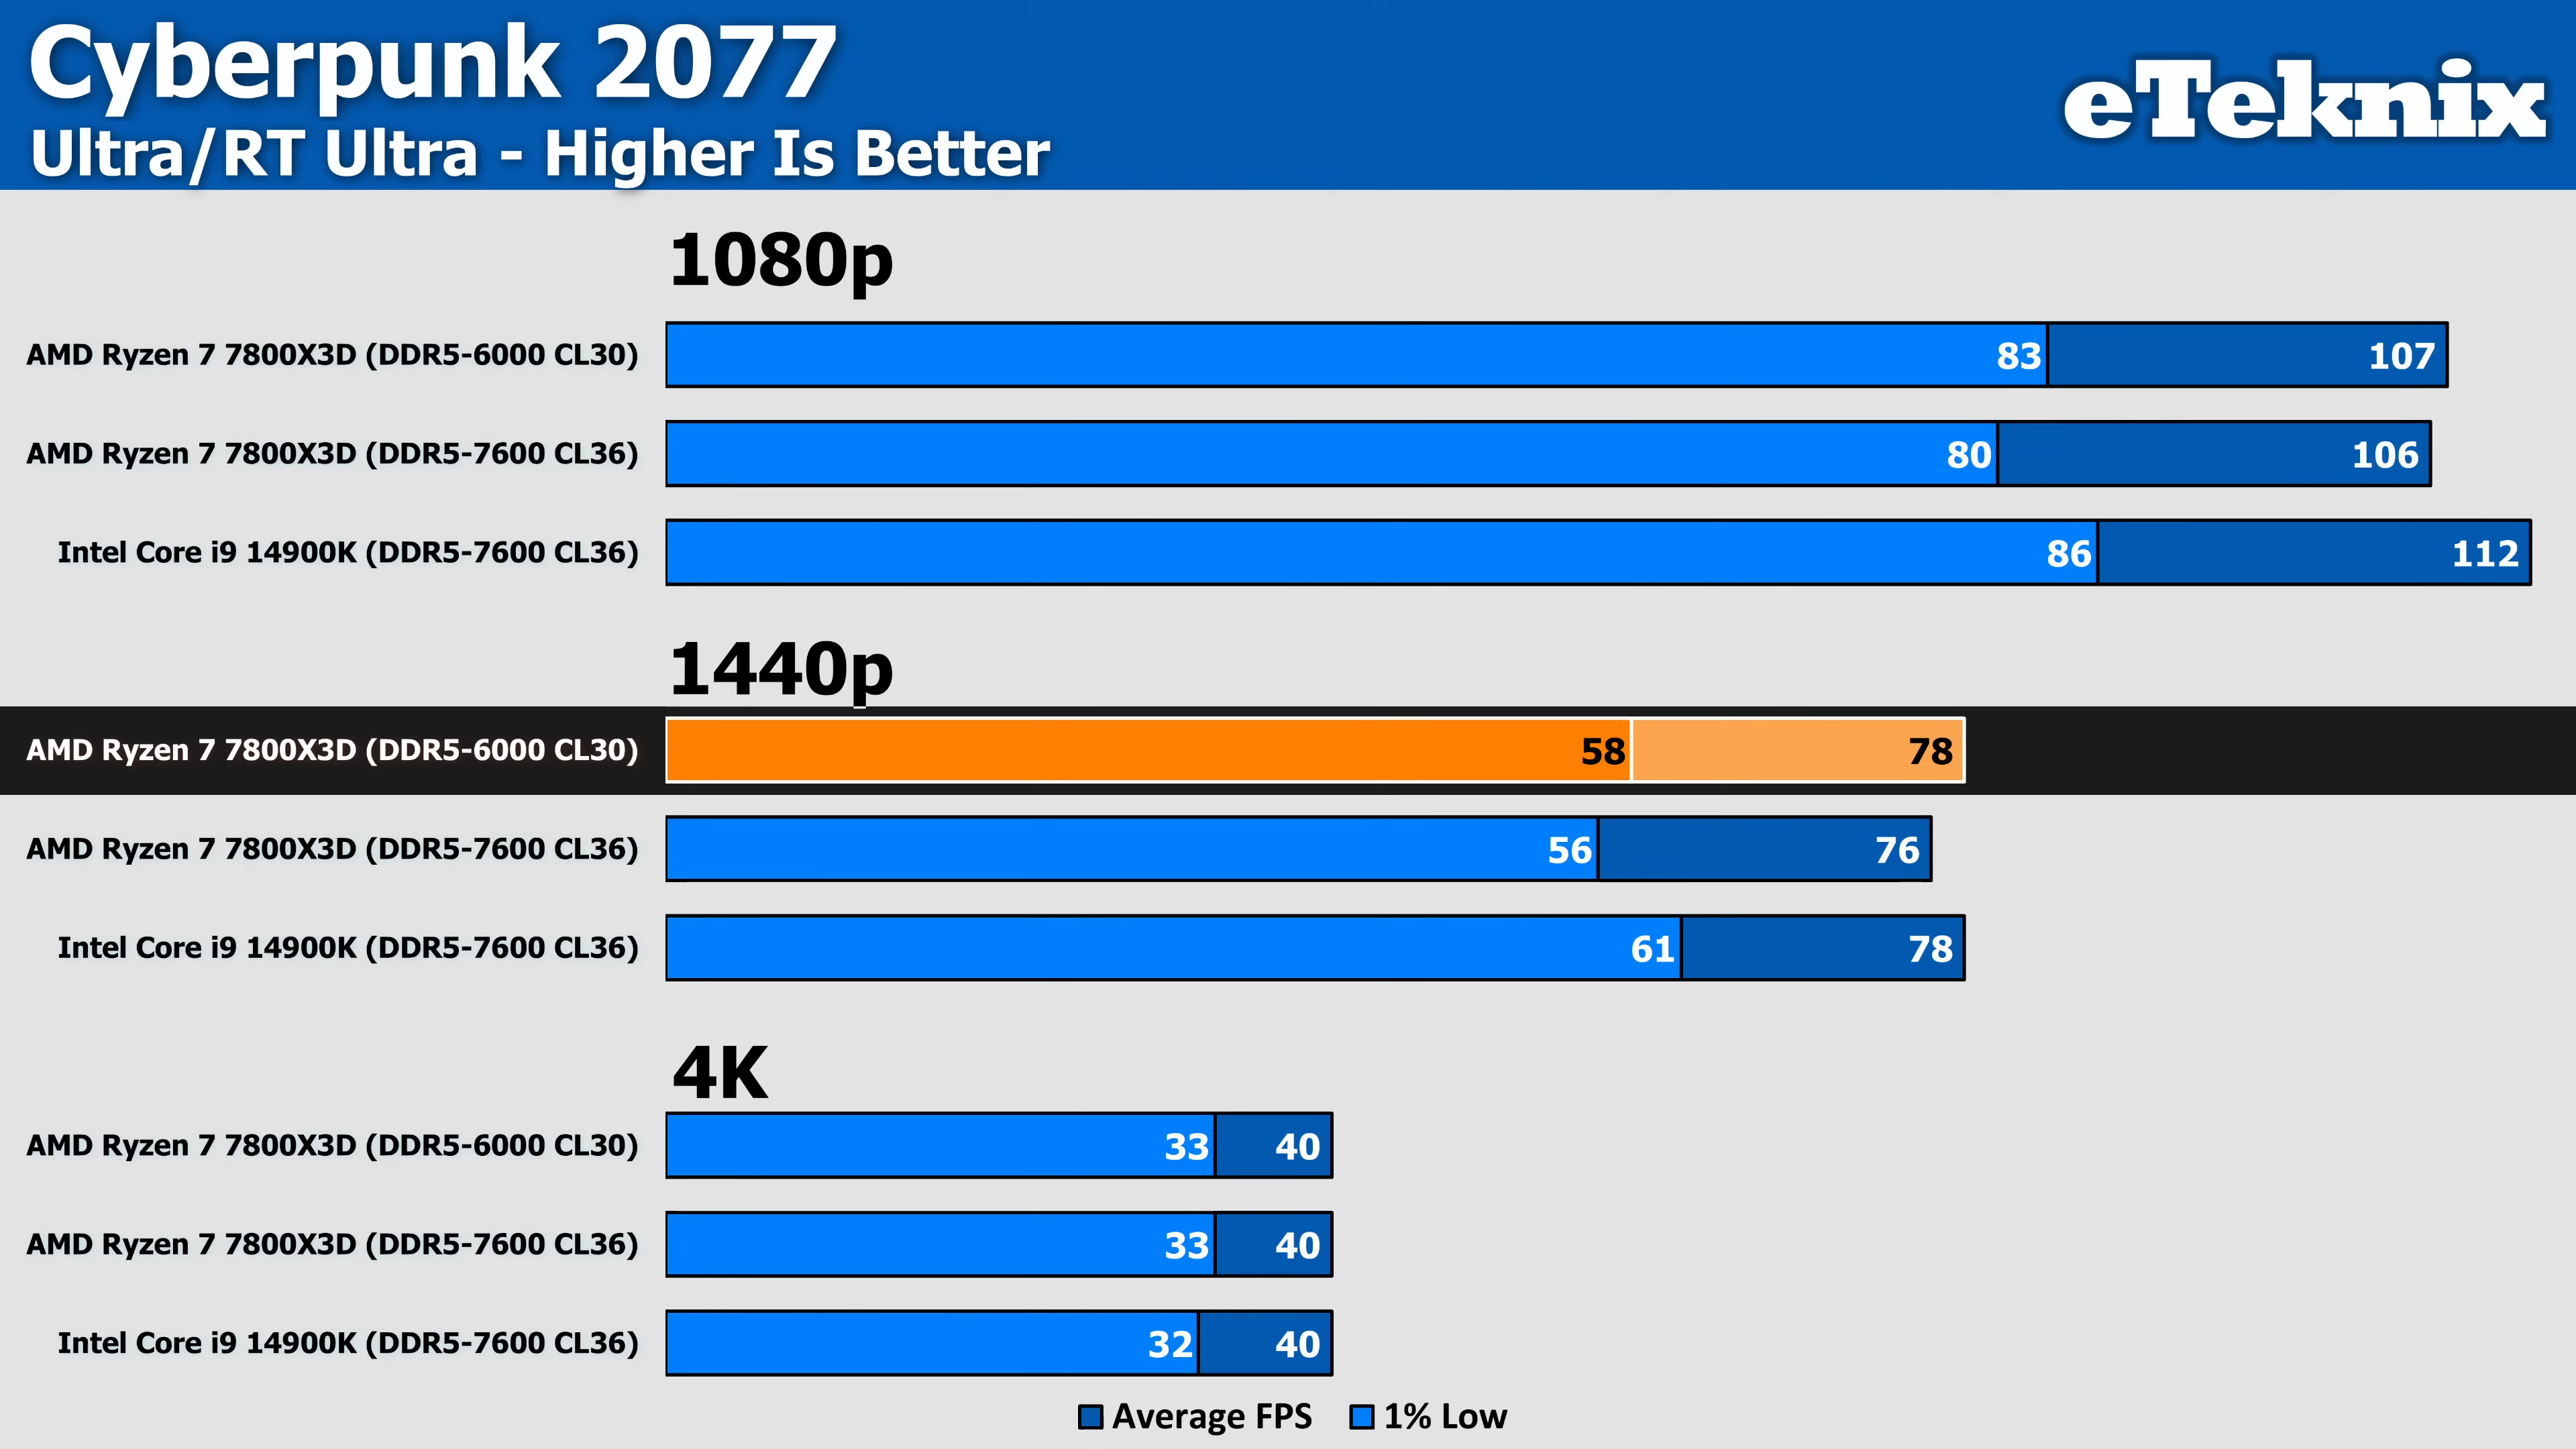 Cyberpunk 2077
Ultra/RT Ultra - Higher Is Better
eTeknix
1080p
AMD Ryzen 7 7800X3D (DDR5-6000 CL30) 83 107
AMD Ryzen 7 7800X3D (DDR5-7600 CL36) 80 106
Intel Core i9 14900K (DDR5-7600 CL36) 86 112
1440p
AMD Ryzen 7 7800X3D (DDR5-6000 CL30) 58 78
AMD Ryzen 7 7800X3D (DDR5-7600 CL36) 56 76
Intel Core i9 14900K (DDR5-7600 CL36) 61 78
4K
AMD Ryzen 7 7800X3D (DDR5-6000 CL30) 33 40
AMD Ryzen 7 7800X3D (DDR5-7600 CL36) 33 40
Intel Core i9 14900K (DDR5-7600 CL36) 32 40
Average FPS 1% Low